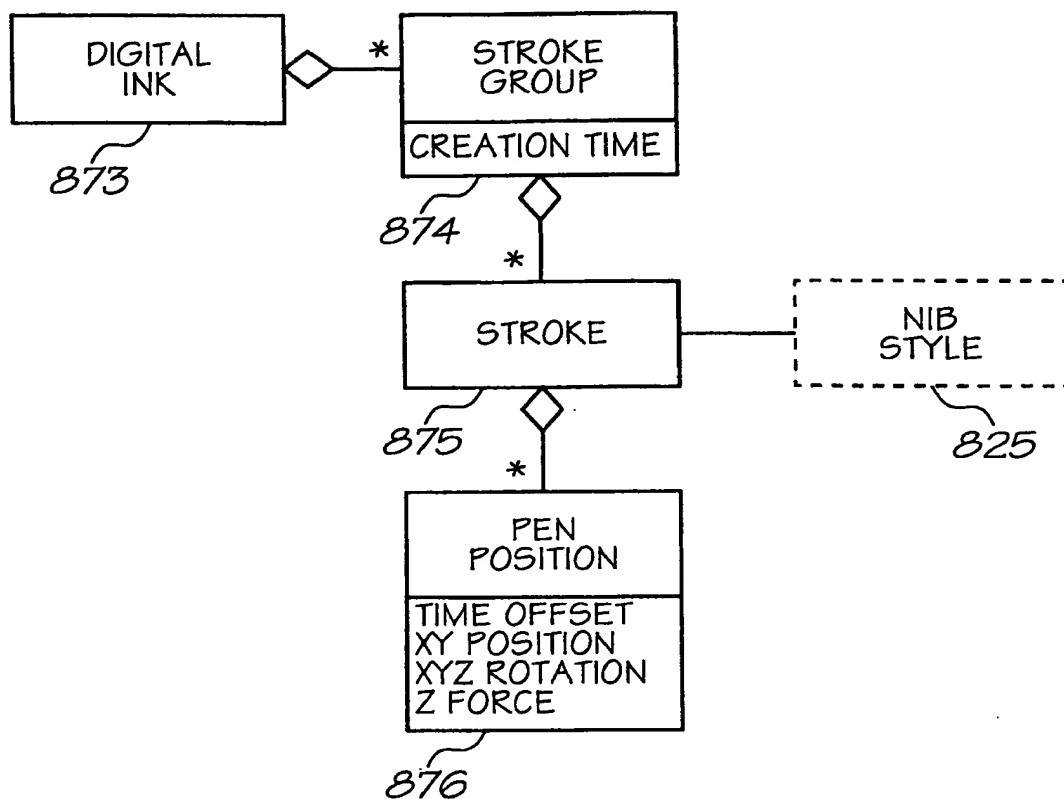 DIGITAL
INK
873
*
STROKE
GROUP
CREATION TIME
874
*
STROKE
875
NIB
STYLE
825
*
PEN
POSITION
TIME OFFSET
XY POSITION
XYZ ROTATION
Z FORCE
876